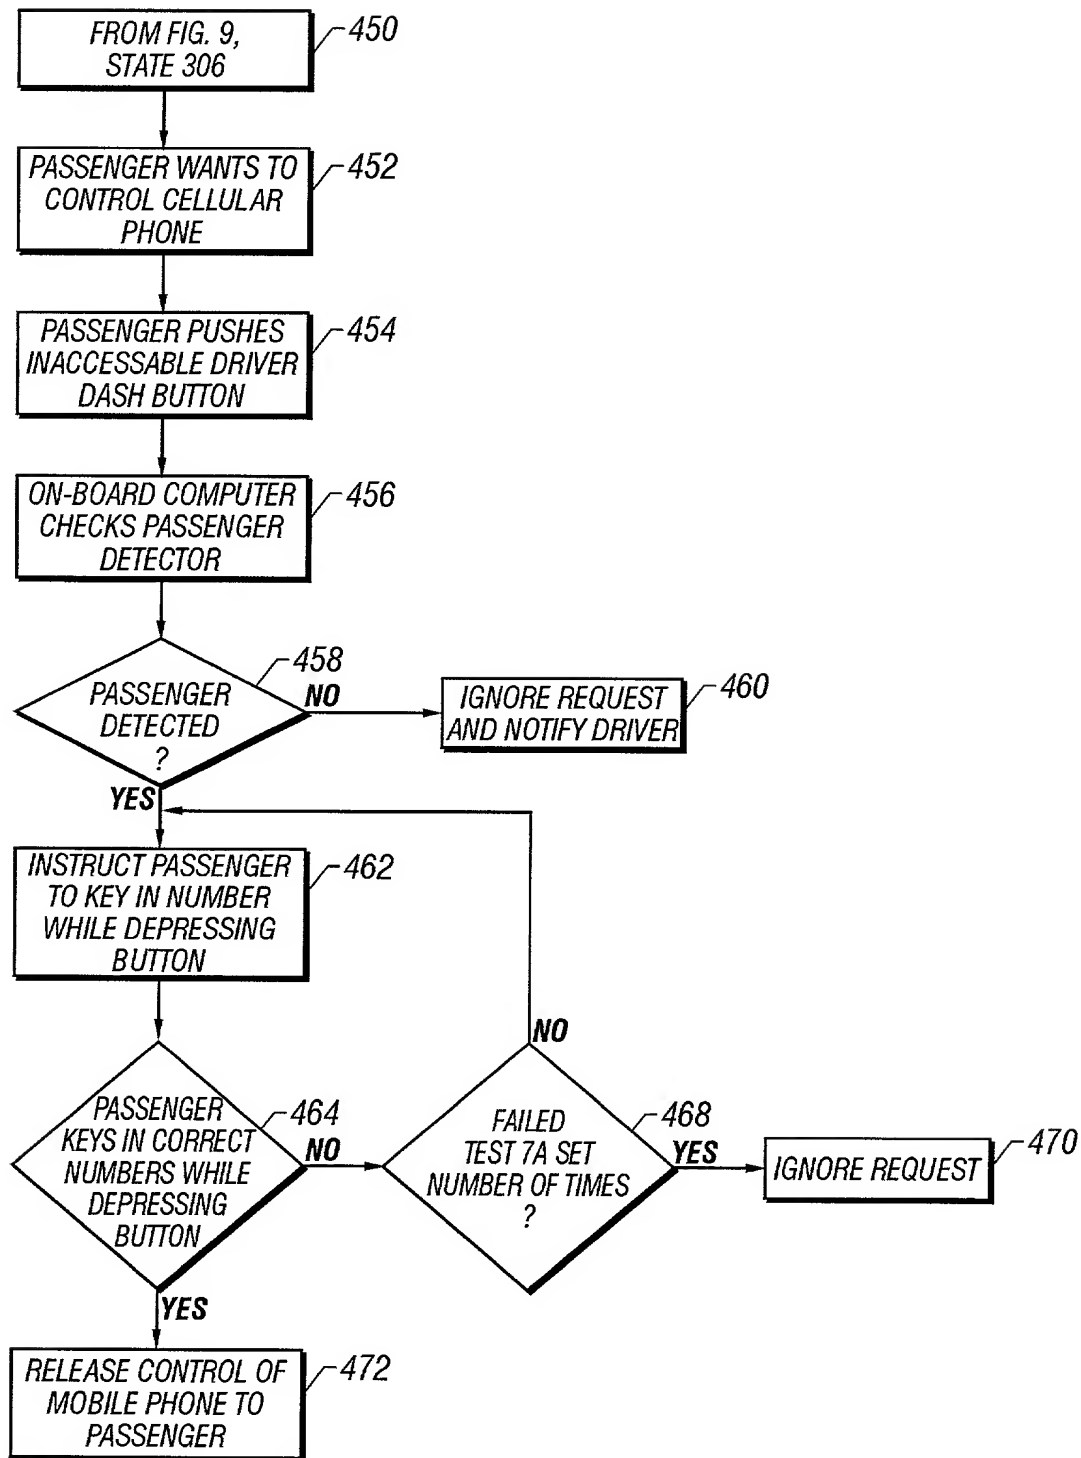 FROM FIG. 9,
STATE 306
450
PASSENGER WANTS TO
CONTROL CELLULAR
PHONE
452
PASSENGER PUSHES
INACCESSABLE DRIVER
DASH BUTTON
454
ON-BOARD COMPUTER
CHECKS PASSENGER
DETECTOR
456
PASSENGER
DETECTED
?
458
NO
IGNORE REQUEST
AND NOTIFY DRIVER
460
YES
INSTRUCT PASSENGER
TO KEY IN NUMBER
WHILE DEPRESSING
BUTTON
462
PASSENGER
KEYS IN CORRECT
NUMBERS WHILE
DEPRESSING
BUTTON
464
NO
NO
FAILED
TEST 7A SET
NUMBER OF TIMES
?
468
YES
IGNORE REQUEST
470
YES
RELEASE CONTROL OF
MOBILE PHONE TO
PASSENGER
472